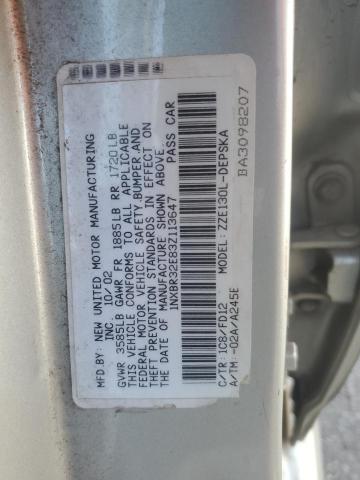 MFD. BY: NEW UNITED MOTOR MANUFACTURING
INC 10/02
GVWR 3585LB GAWR FR 1885LB RR 1720LB
THIS VEHICLE CONFORMS TO ALL APPLICABLE
FEDERAL MOTOR VEHICLE SAFETY,BUMPER,AND
THEFT PREVENTION STANDARDS IN EFFECT ON
THE DATE OF MANUFACTURE SHOWN ABOVE.
1NXBR32E83Z113647 PASS CAR
C/TR: 1C8/FD12 MODEL: ZZE130L-DEPSKA
A/TM: -02A/A245E BA3098207